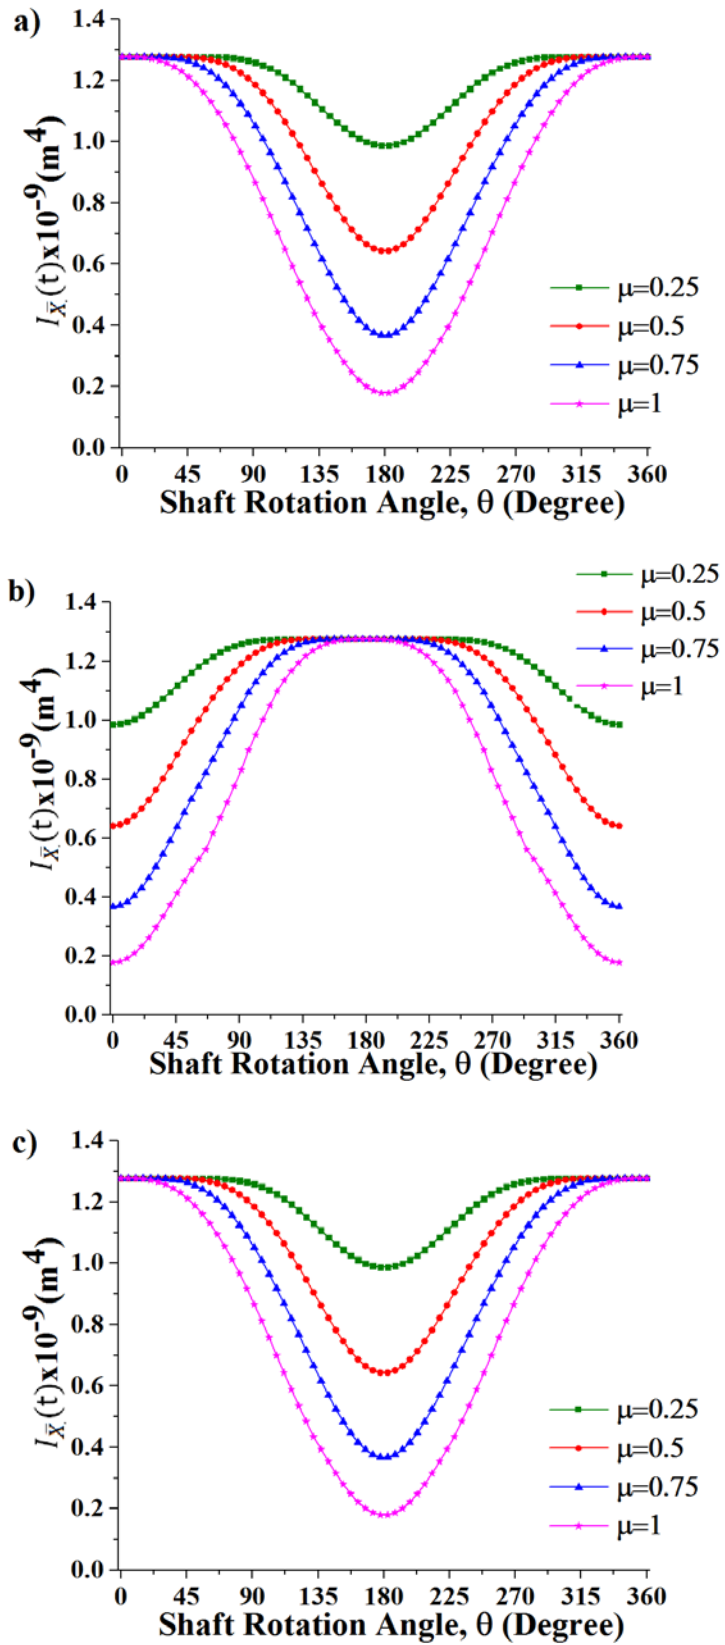 a)
1.4
1.2
1.0
0.8
0.6
0.4
0.2
0.0
I_X̄(t)x10⁻⁹(m⁴)
μ=0.25
μ=0.5
μ=0.75
μ=1
0 45 90 135 180 225 270 315 360
Shaft Rotation Angle, θ (Degree)
b)
μ=0.25
μ=0.5
μ=0.75
μ=1
1.4
1.2
1.0
0.8
0.6
0.4
0.2
0.0
I_X̄(t)x10⁻⁹(m⁴)
0 45 90 135 180 225 270 315 360
Shaft Rotation Angle, θ (Degree)
c)
1.4
1.2
1.0
0.8
0.6
0.4
0.2
0.0
I_X̄(t)x10⁻⁹(m⁴)
μ=0.25
μ=0.5
μ=0.75
μ=1
0 45 90 135 180 225 270 315 360
Shaft Rotation Angle, θ (Degree)